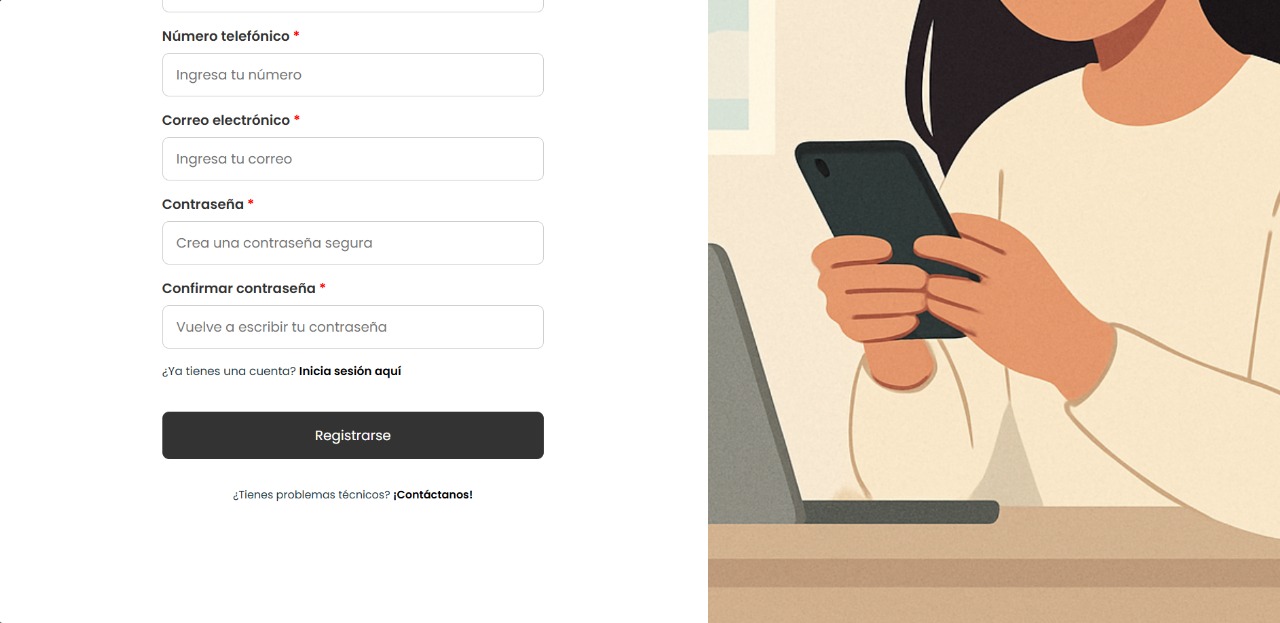 Número telefónico *
Ingresa tu número
Correo electrónico *
Ingresa tu correo
Contraseña *
Crea una contraseña segura
Confirmar contraseña *
Vuelve a escribir tu contraseña
¿Ya tienes una cuenta? Inicia sesión aquí
Registrarse
¿Tienes problemas técnicos? ¡Contáctanos!